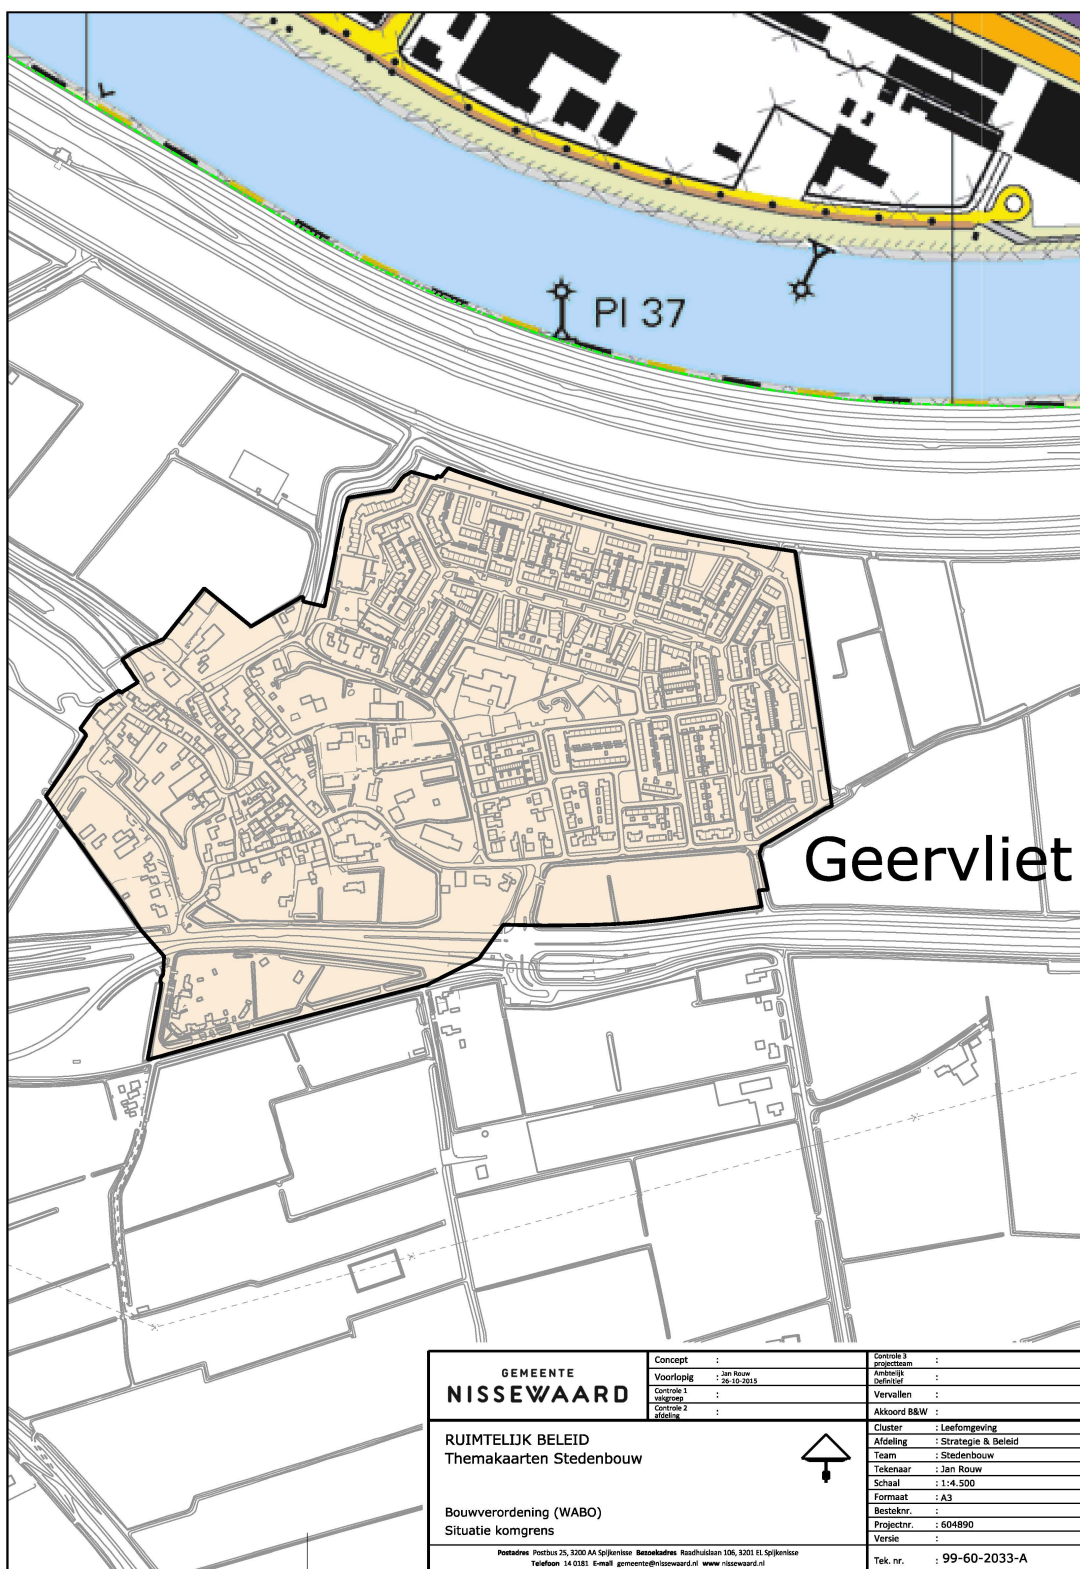 Pl 37
Geervliet
GEMEENTE
NISSEWAARD
Concept :
Voorlopig : Jan Rouw
26-10-2015
Controle 1
vakgroep :
Controle 2
afdeling :
Controle 3
projectteam :
Ambtelijk
Definitief :
Vervallen :
Akkoord B&W :
RUIMTELIJK BELEID
Themakaarten Stedenbouw
Bouwverordening (WABO)
Situatie komgrens
Cluster : Leefomgeving
Afdeling : Strategie & Beleid
Team : Stedenbouw
Tekenaar : Jan Rouw
Schaal : 1:4.500
Formaat : A3
Besteknr. :
Projectnr. : 604890
Versie :
Tek. nr. : 99-60-2033-A
Postadres Postbus 25, 3200 AA Spijkenisse Bezoekadres Raadhuislaan 106, 3201 EL Spijkenisse
Telefoon 14 0181 E-mail gemeente@nissewaard.nl www nissewaard.nl